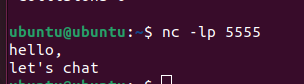 ubuntu@ubuntu:~$ nc -lp 5555
hello,
let's chat